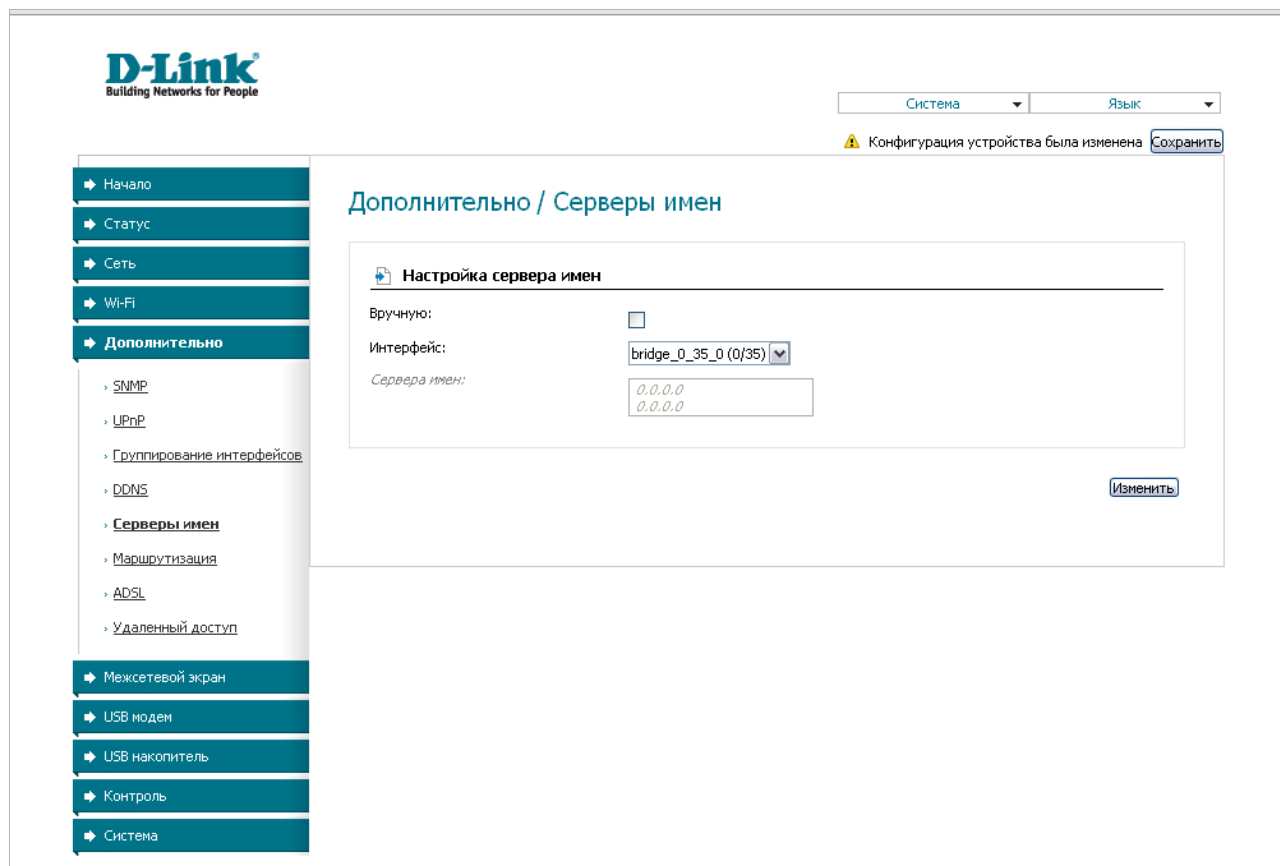 D-Link
Building Networks for People
Система Язык
Конфигурация устройства была изменена Сохранить
Начало
Статус
Сеть
Wi-Fi
Дополнительно
SNMP
UPnP
Группирование интерфейсов
DDNS
Серверы имен
Маршрутизация
ADSL
Удаленный доступ
Межсетевой экран
USB модем
USB накопитель
Контроль
Система
Дополнительно / Серверы имен
Настройка сервера имен
Вручную:
Интерфейс: bridge_0_35_0 (0/35)
Сервера имен: 0.0.0.0
0.0.0.0
Изменить